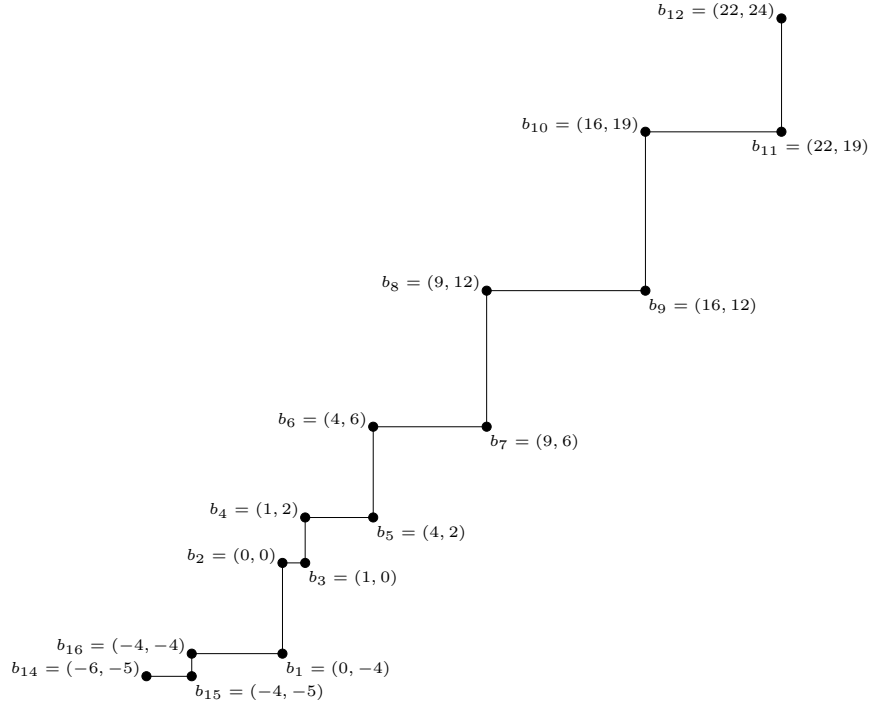 b₁₂ = (22, 24)
b₁₀ = (16, 19)
b₁₁ = (22, 19)
b₈ = (9, 12)
b₉ = (16, 12)
b₆ = (4, 6)
b₇ = (9, 6)
b₄ = (1, 2)
b₅ = (4, 2)
b₂ = (0, 0)
b₃ = (1, 0)
b₁₆ = (−4, −4)
b₁₄ = (−6, −5)
b₁ = (0, −4)
b₁₅ = (−4, −5)